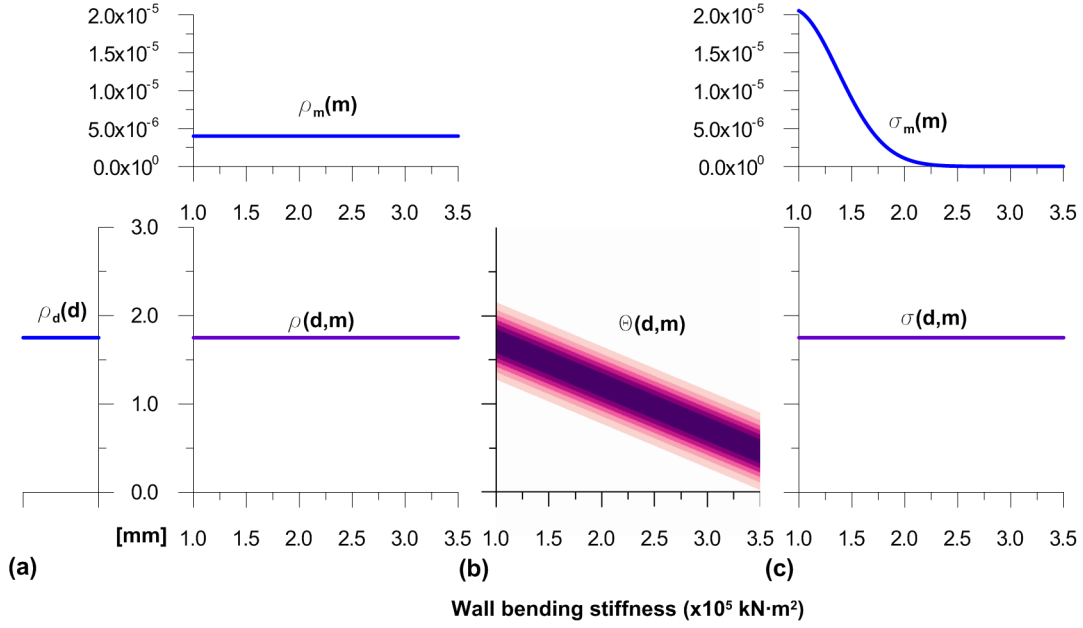 2.0x10⁻⁵ 2.0x10⁻⁵
1.5x10⁻⁵ 1.5x10⁻⁵
1.0x10⁻⁵ ρm(m) 1.0x10⁻⁵ σm(m)
5.0x10⁻⁶ 5.0x10⁻⁶
0.0x10⁰ 0.0x10⁰
1.0 1.5 2.0 2.5 3.0 3.5 1.0 1.5 2.0 2.5 3.0 3.5
3.0
ρd(d) 2.0 ρ(d,m) Θ(d,m) σ(d,m)
1.0
0.0
[mm] 1.0 1.5 2.0 2.5 3.0 3.5 1.0 1.5 2.0 2.5 3.0 3.5 1.0 1.5 2.0 2.5 3.0 3.5
(a) (b) (c)
Wall bending stiffness (x10⁵ kN·m²)